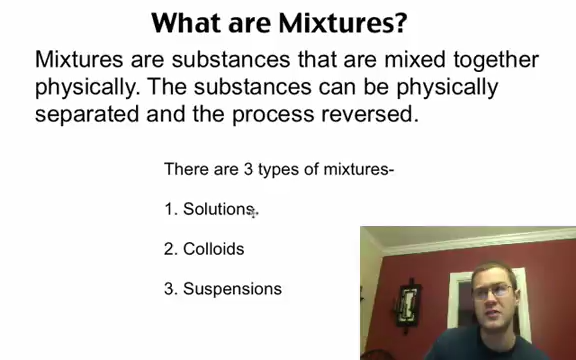 What are Mixtures?
Mixtures are substances that are mixed together
physically. The substances can be physically
separated and the process reversed.
There are 3 types of mixtures-
1. Solutions.
2. Colloids
3. Suspensions